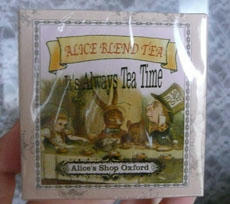 ALICE BLEND TEA
It's Always Tea Time
Alice's Shop Oxford